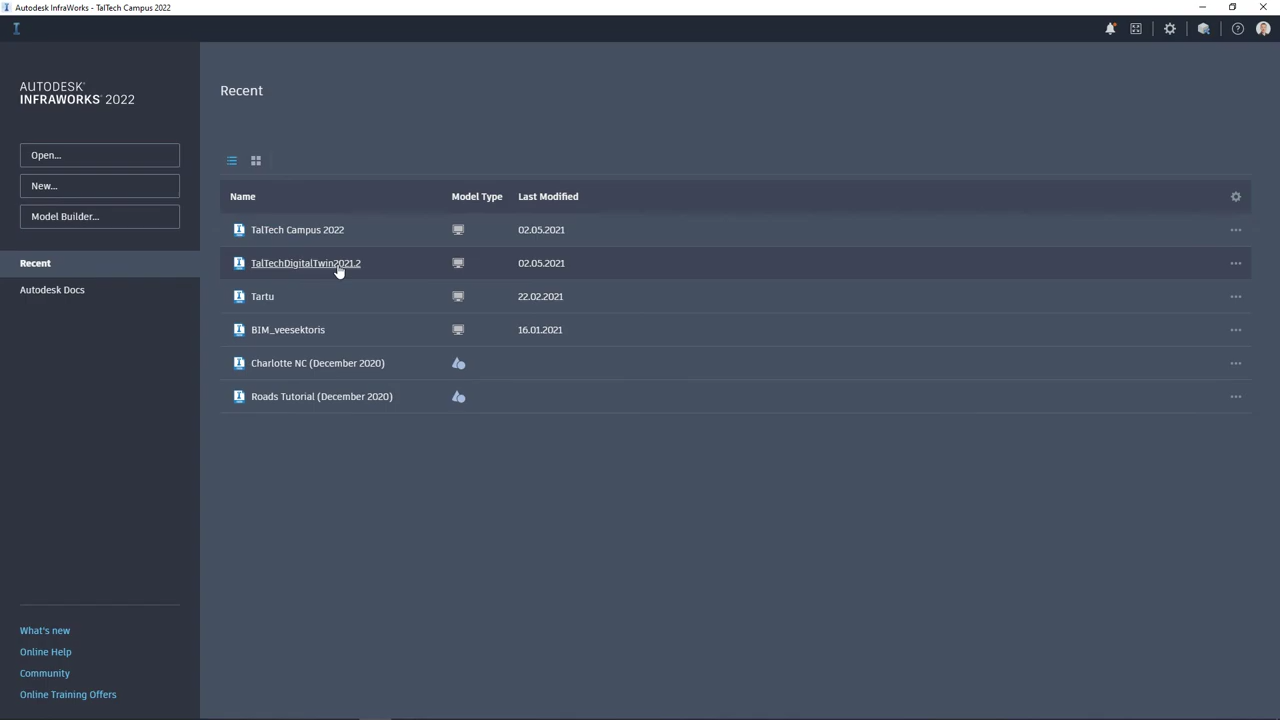 Autodesk InfraWorks - TalTech Campus 2022
AUTODESK®
INFRAWORKS® 2022
Open...
New...
Model Builder...
Recent
Autodesk Docs
What's new
Online Help
Community
Online Training Offers
Recent
Name Model Type Last Modified
TalTech Campus 2022 02.05.2021
TalTechDigitalTwin2021.2 02.05.2021
Tartu 22.02.2021
BIM_veesektoris 16.01.2021
Charlotte NC (December 2020)
Roads Tutorial (December 2020)